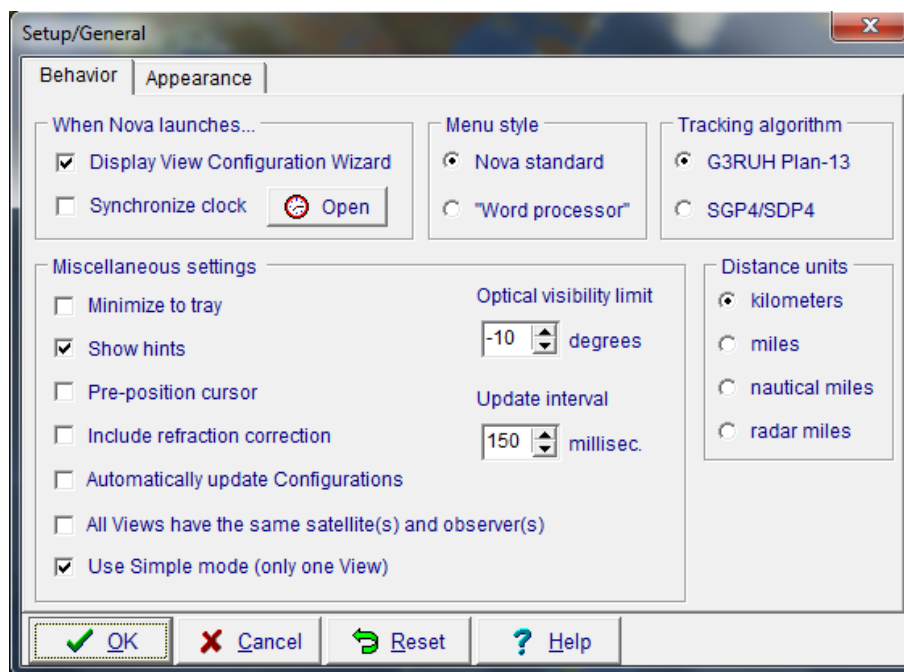 Setup/General
Behavior
Appearance
When Nova launches...
Display View Configuration Wizard
Synchronize clock
Open
Menu style
Nova standard
"Word processor"
Tracking algorithm
G3RUH Plan-13
SGP4/SDP4
Miscellaneous settings
Minimize to tray
Show hints
Pre-position cursor
Include refraction correction
Automatically update Configurations
All Views have the same satellite(s) and observer(s)
Use Simple mode (only one View)
Optical visibility limit
-10 degrees
Update interval
150 millisec.
Distance units
kilometers
miles
nautical miles
radar miles
OK
Cancel
Reset
? Help